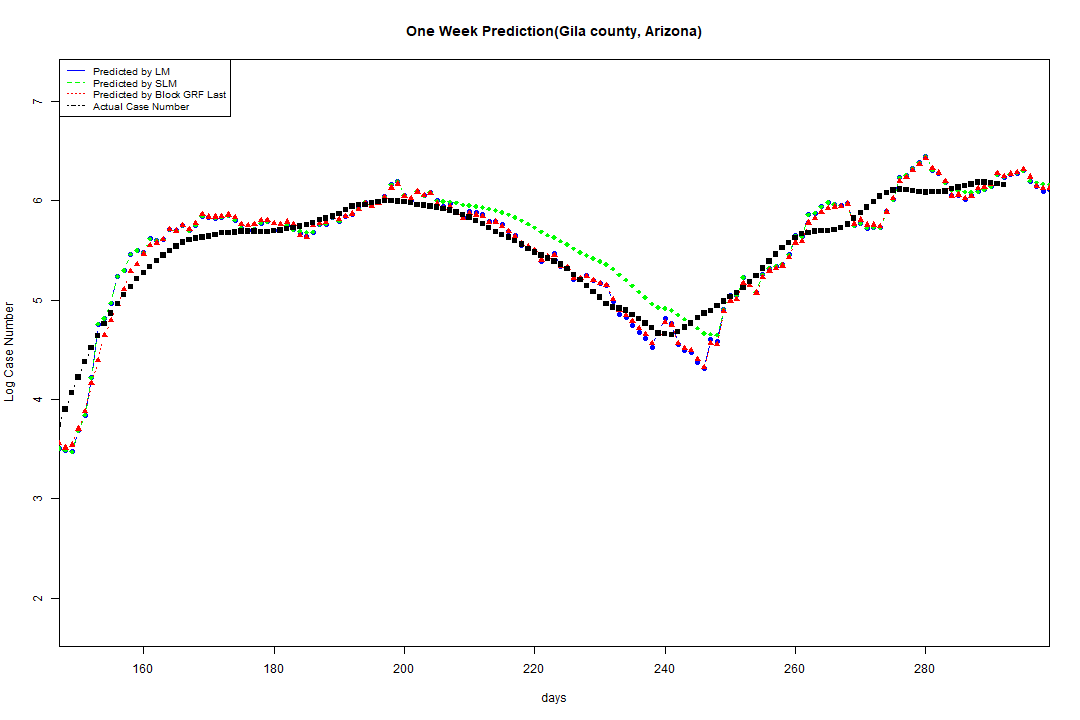 One Week Prediction(Gila county, Arizona)
Predicted by LM
Predicted by SLM
Predicted by Block GRF Last
Actual Case Number
7
6
5
4
3
2
Log Case Number
160 180 200 220 240 260 280
days